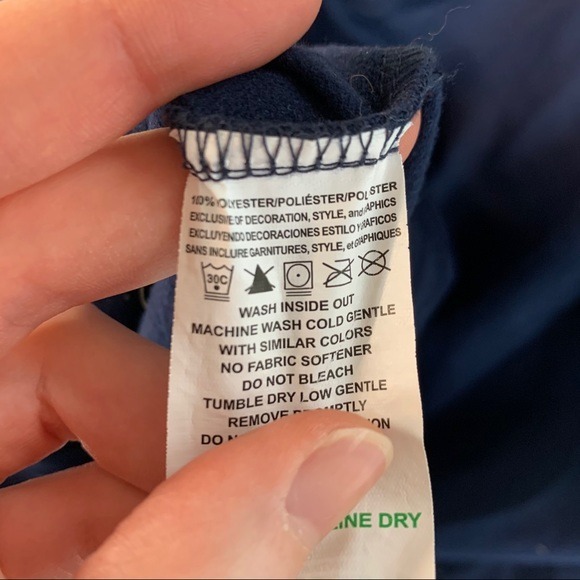 100% POLYESTER/POLIÉSTER/POLYESTER
EXCLUSIVE OF DECORATION, STYLE, and GRAPHICS
EXCLUYENDO DECORACIONES ESTILO Y GRAFICOS
SANS INCLURE GARNITURES, STYLE, et GRAPHIQUES
30C
WASH INSIDE OUT
MACHINE WASH COLD GENTLE
WITH SIMILAR COLORS
NO FABRIC SOFTENER
DO NOT BLEACH
TUMBLE DRY LOW GENTLE
REMOVE PROMPTLY
DO
LINE DRY